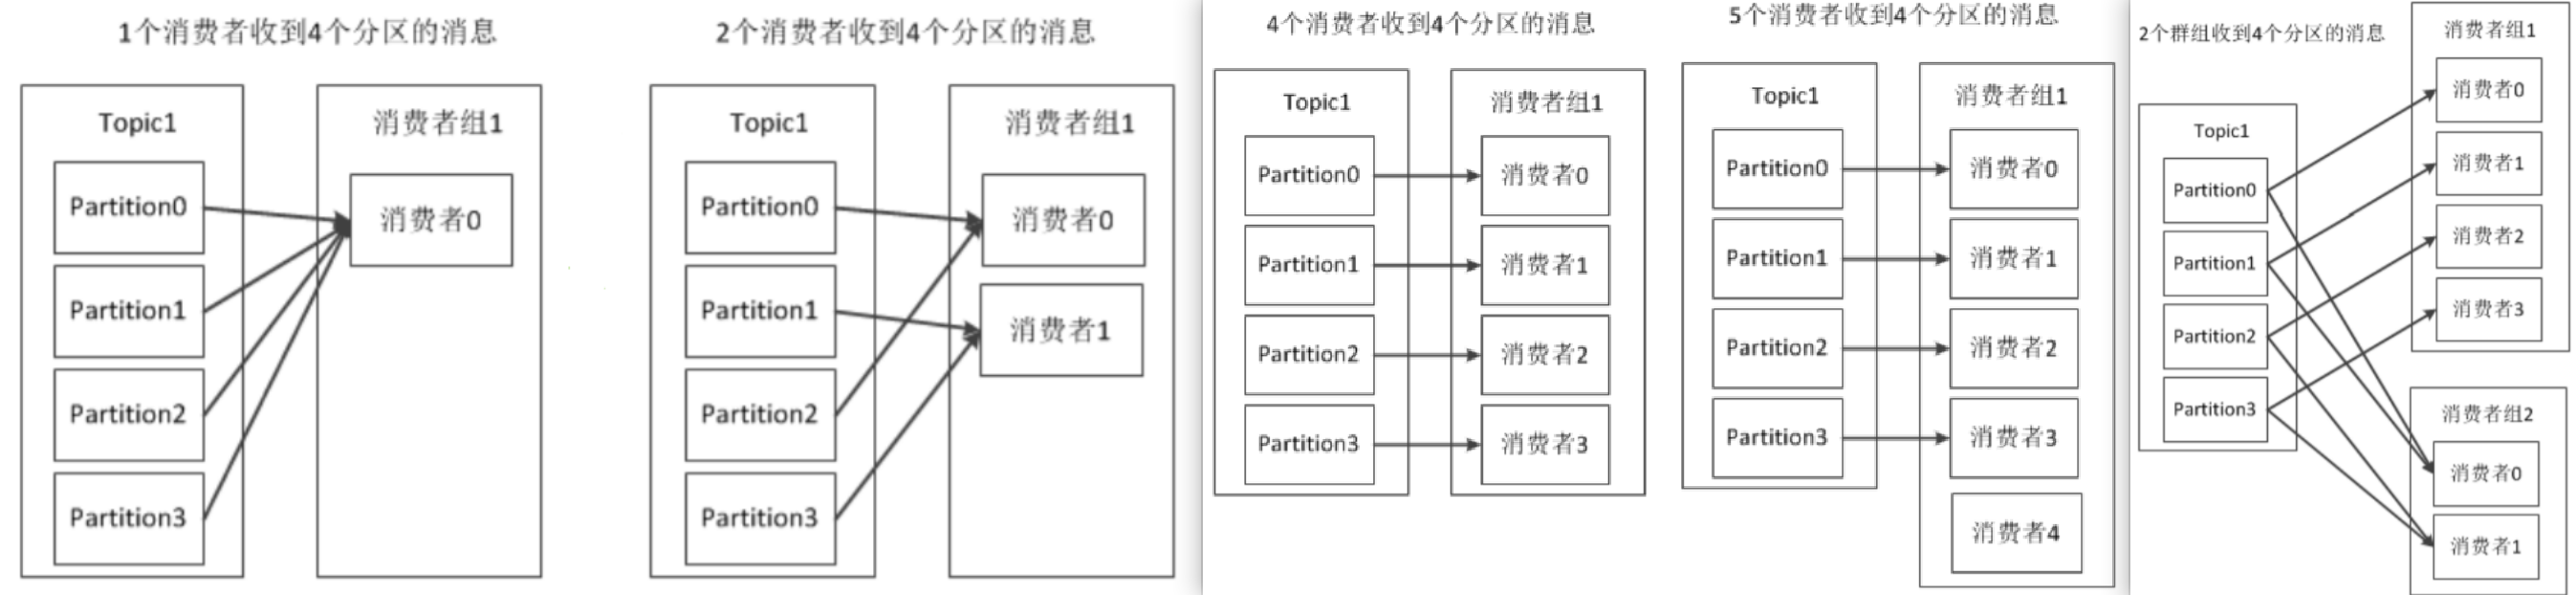 1个消费者收到4个分区的消息
Topic1
Partition0
Partition1
Partition2
Partition3
消费者组1
消费者0
2个消费者收到4个分区的消息
Topic1
Partition0
Partition1
Partition2
Partition3
消费者组1
消费者0
消费者1
4个消费者收到4个分区的消息
Topic1
Partition0
Partition1
Partition2
Partition3
消费者组1
消费者0
消费者1
消费者2
消费者3
5个消费者收到4个分区的消息
Topic1
Partition0
Partition1
Partition2
Partition3
消费者组1
消费者0
消费者1
消费者2
消费者3
消费者4
2个群组收到4个分区的消息
Topic1
Partition0
Partition1
Partition2
Partition3
消费者组1
消费者0
消费者1
消费者2
消费者3
消费者组2
消费者0
消费者1